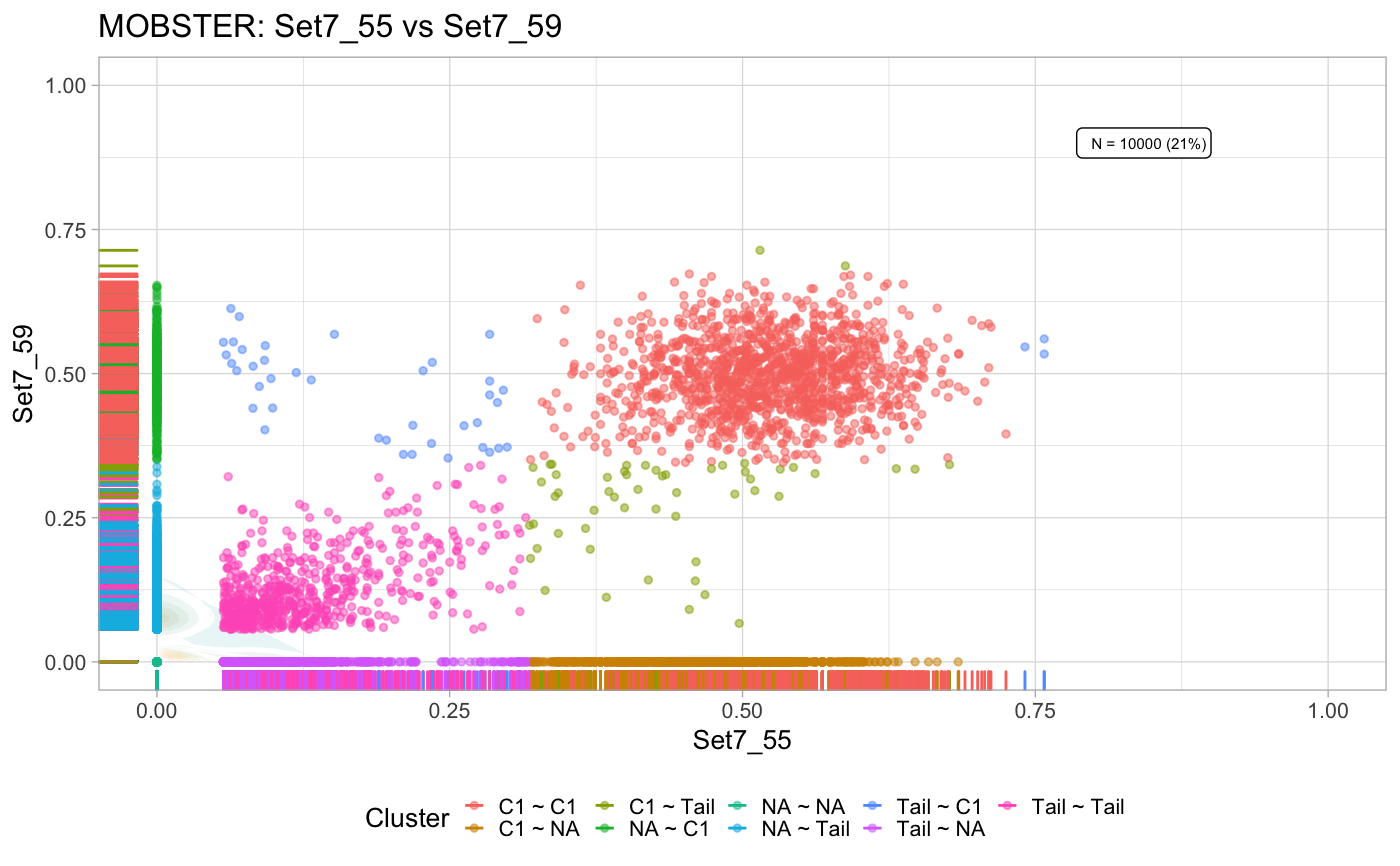 MOBSTER: Set7_55 vs Set7_59
1.00
N = 10000 (21%)
0.75
Set7_59
0.50
0.25
0.00
0.00 0.25 0.50 0.75 1.00
Set7_55
Cluster
C1 ~ C1 C1 ~ Tail NA ~ NA Tail ~ C1 Tail ~ Tail
C1 ~ NA NA ~ C1 NA ~ Tail Tail ~ NA